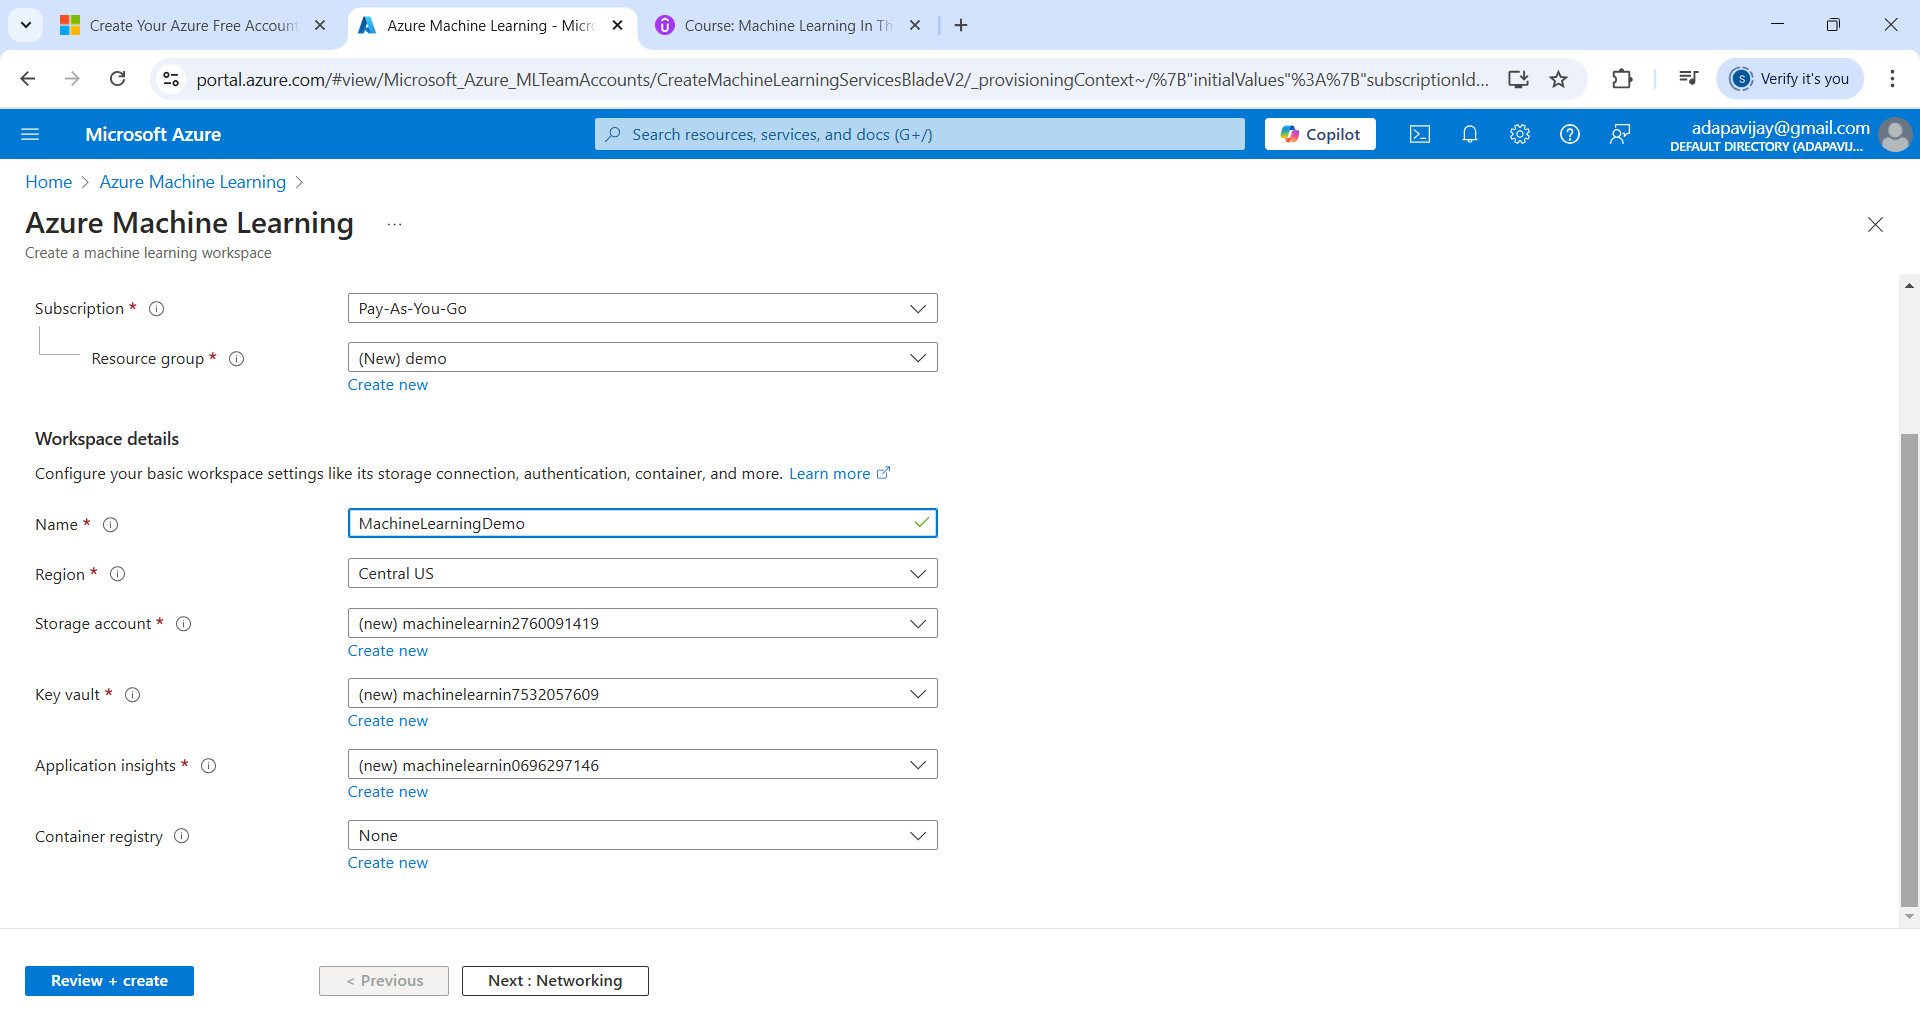 Create Your Azure Free Account
Azure Machine Learning - Micro
Course: Machine Learning In Th
portal.azure.com/#view/Microsoft_Azure_MLTeamAccounts/CreateMachineLearningServicesBladeV2/_provisioningContext~/%7B"initialValues"%3A%7B"subscriptionId...
S Verify it's you
Microsoft Azure
Search resources, services, and docs (G+/)
Copilot
adapavijay@gmail.com
DEFAULT DIRECTORY (ADAPAVIJ...
Home > Azure Machine Learning >
Azure Machine Learning ...
Create a machine learning workspace
Subscription * Pay-As-You-Go
Resource group * (New) demo
Create new
Workspace details
Configure your basic workspace settings like its storage connection, authentication, container, and more. Learn more
Name * MachineLearningDemo
Region * Central US
Storage account * (new) machinelearnin2760091419
Create new
Key vault * (new) machinelearnin7532057609
Create new
Application insights * (new) machinelearnin0696297146
Create new
Container registry None
Create new
Review + create
< Previous
Next : Networking